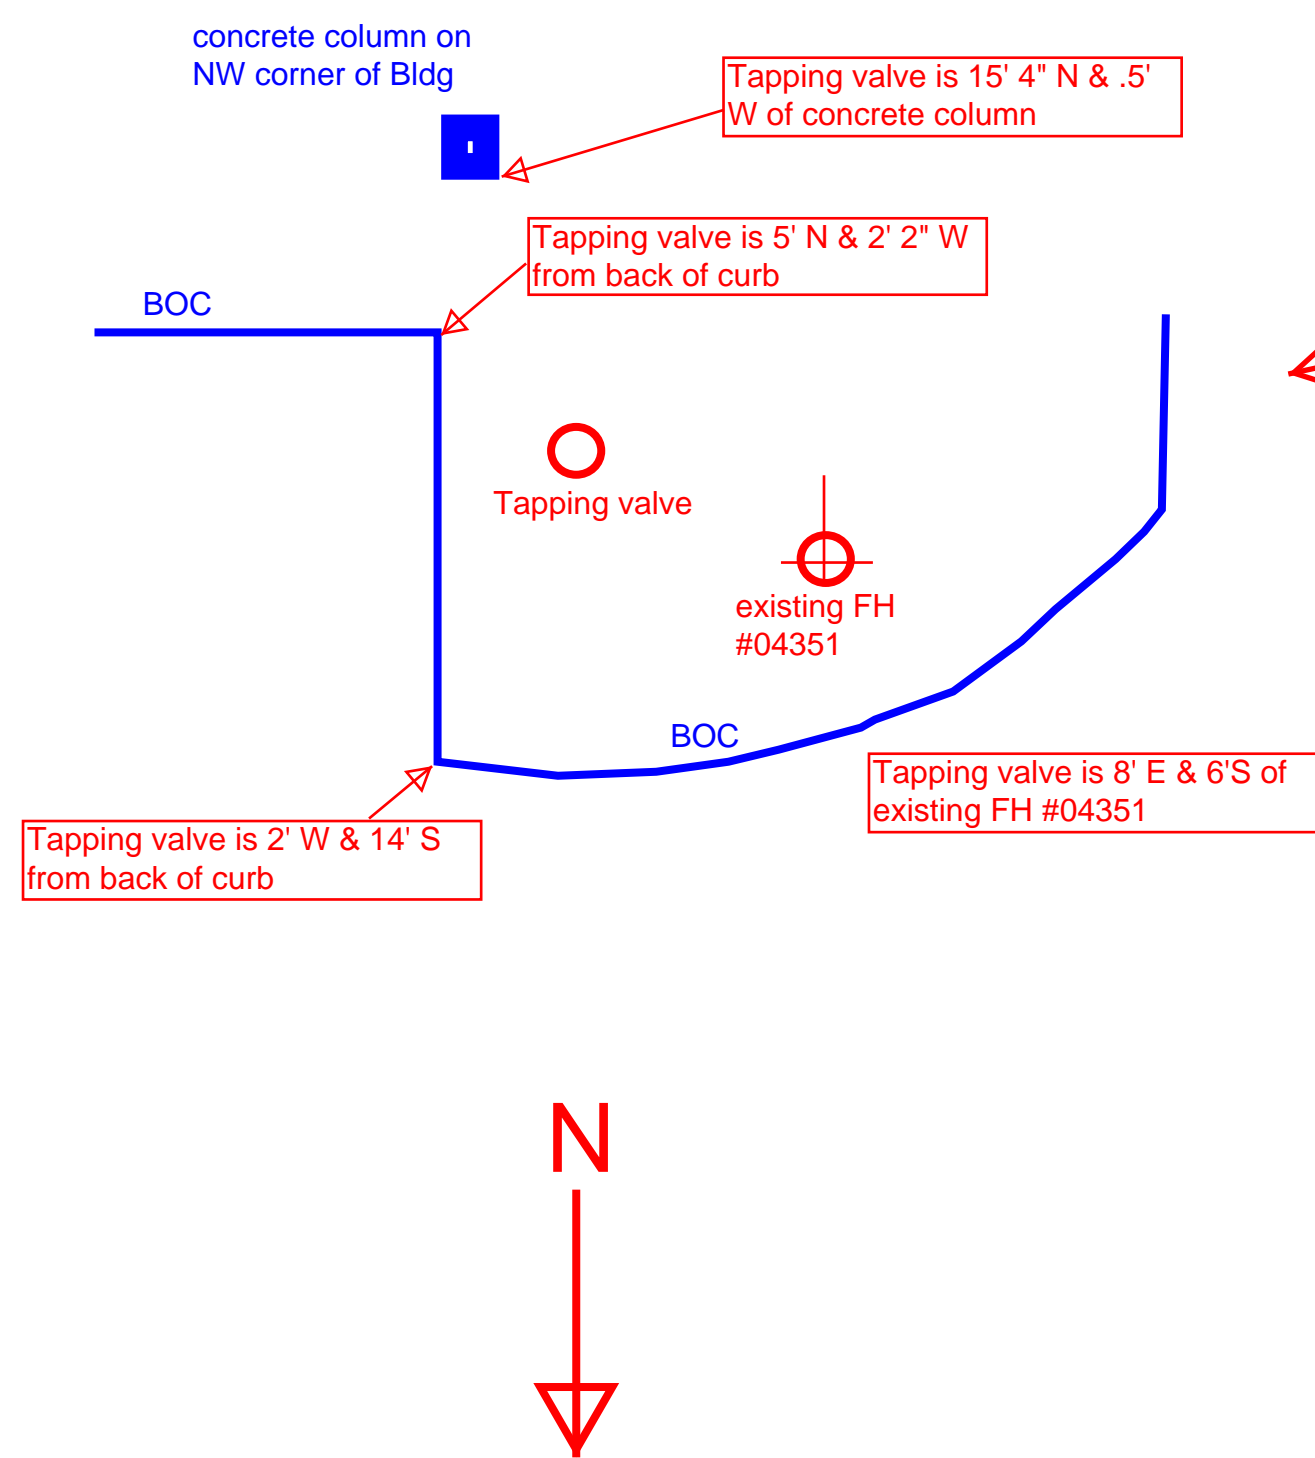 concrete column on
NW corner of Bldg
Tapping valve is 15' 4" N & .5'
W of concrete column
Tapping valve is 5' N & 2' 2" W
from back of curb
BOC
Tapping valve
existing FH
#04351
BOC
Tapping valve is 8' E & 6'S of
existing FH #04351
Tapping valve is 2' W & 14' S
from back of curb
N